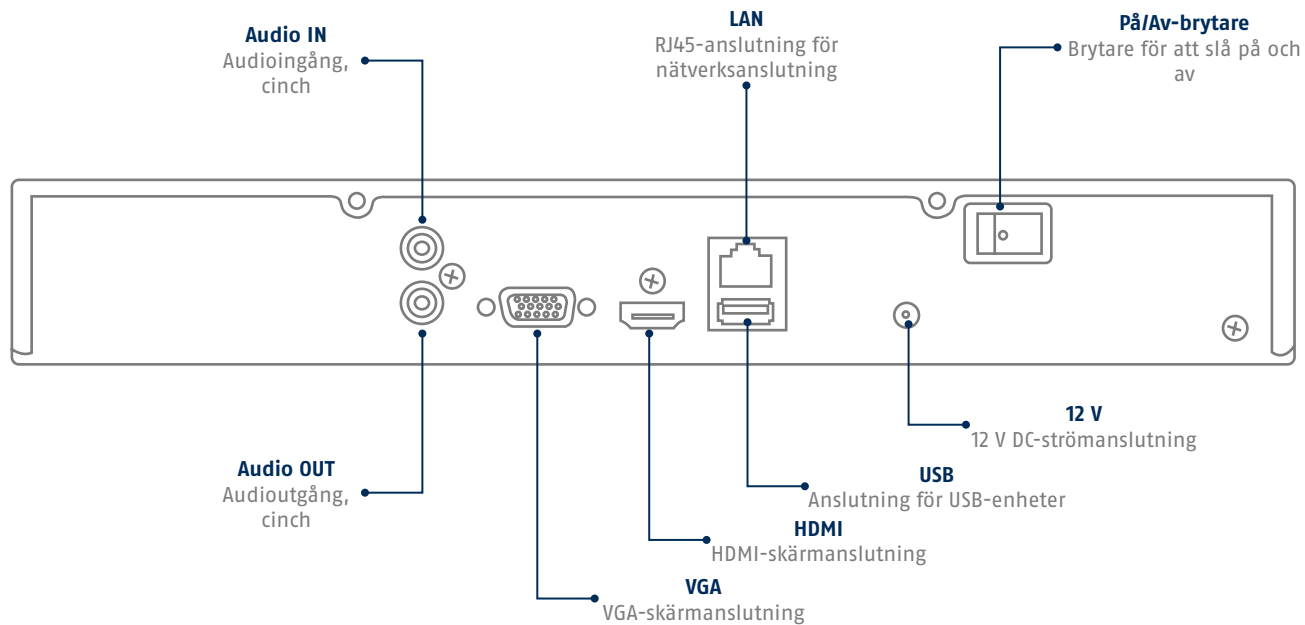 Audio IN
Audioingång,
cinch
LAN
RJ45-anslutning för
nätverksanslutning
På/Av-brytare
Brytare för att slå på och
av
12 V
12 V DC-strömanslutning
Audio OUT
Audioutgång,
cinch
USB
Anslutning för USB-enheter
HDMI
HDMI-skärmanslutning
VGA
VGA-skärmanslutning